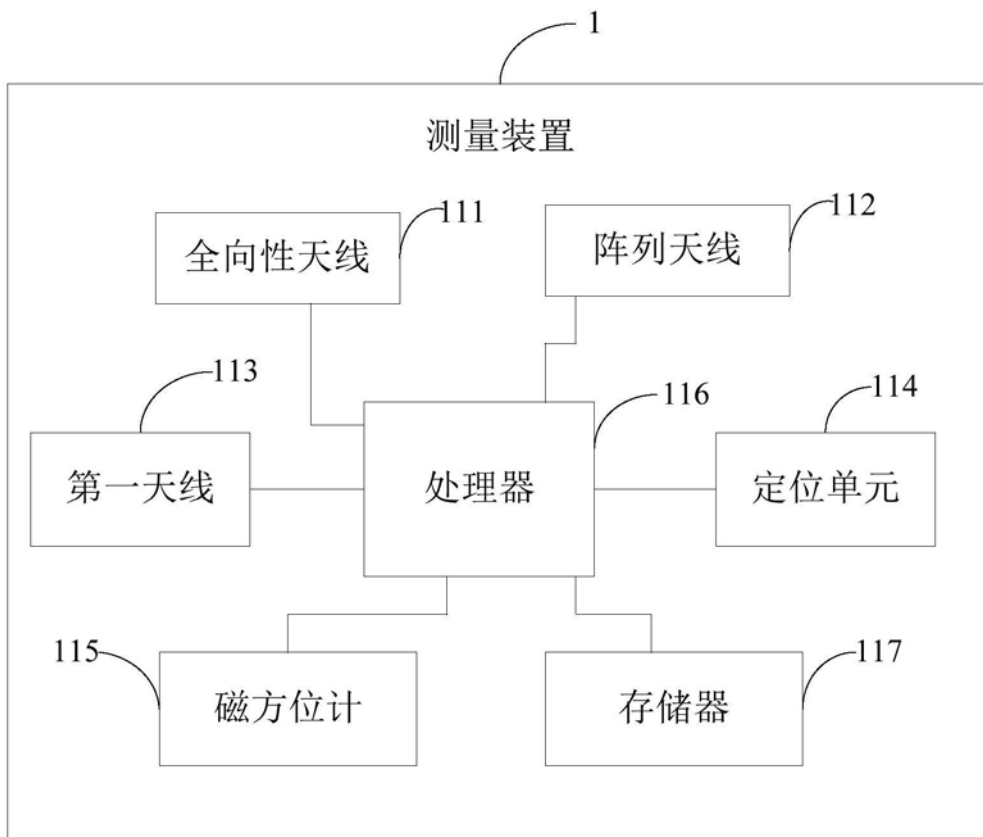 1
测量装置
111
112
全向性天线
阵列天线
113
116
114
第一天线
处理器
定位单元
115
117
磁方位计
存储器